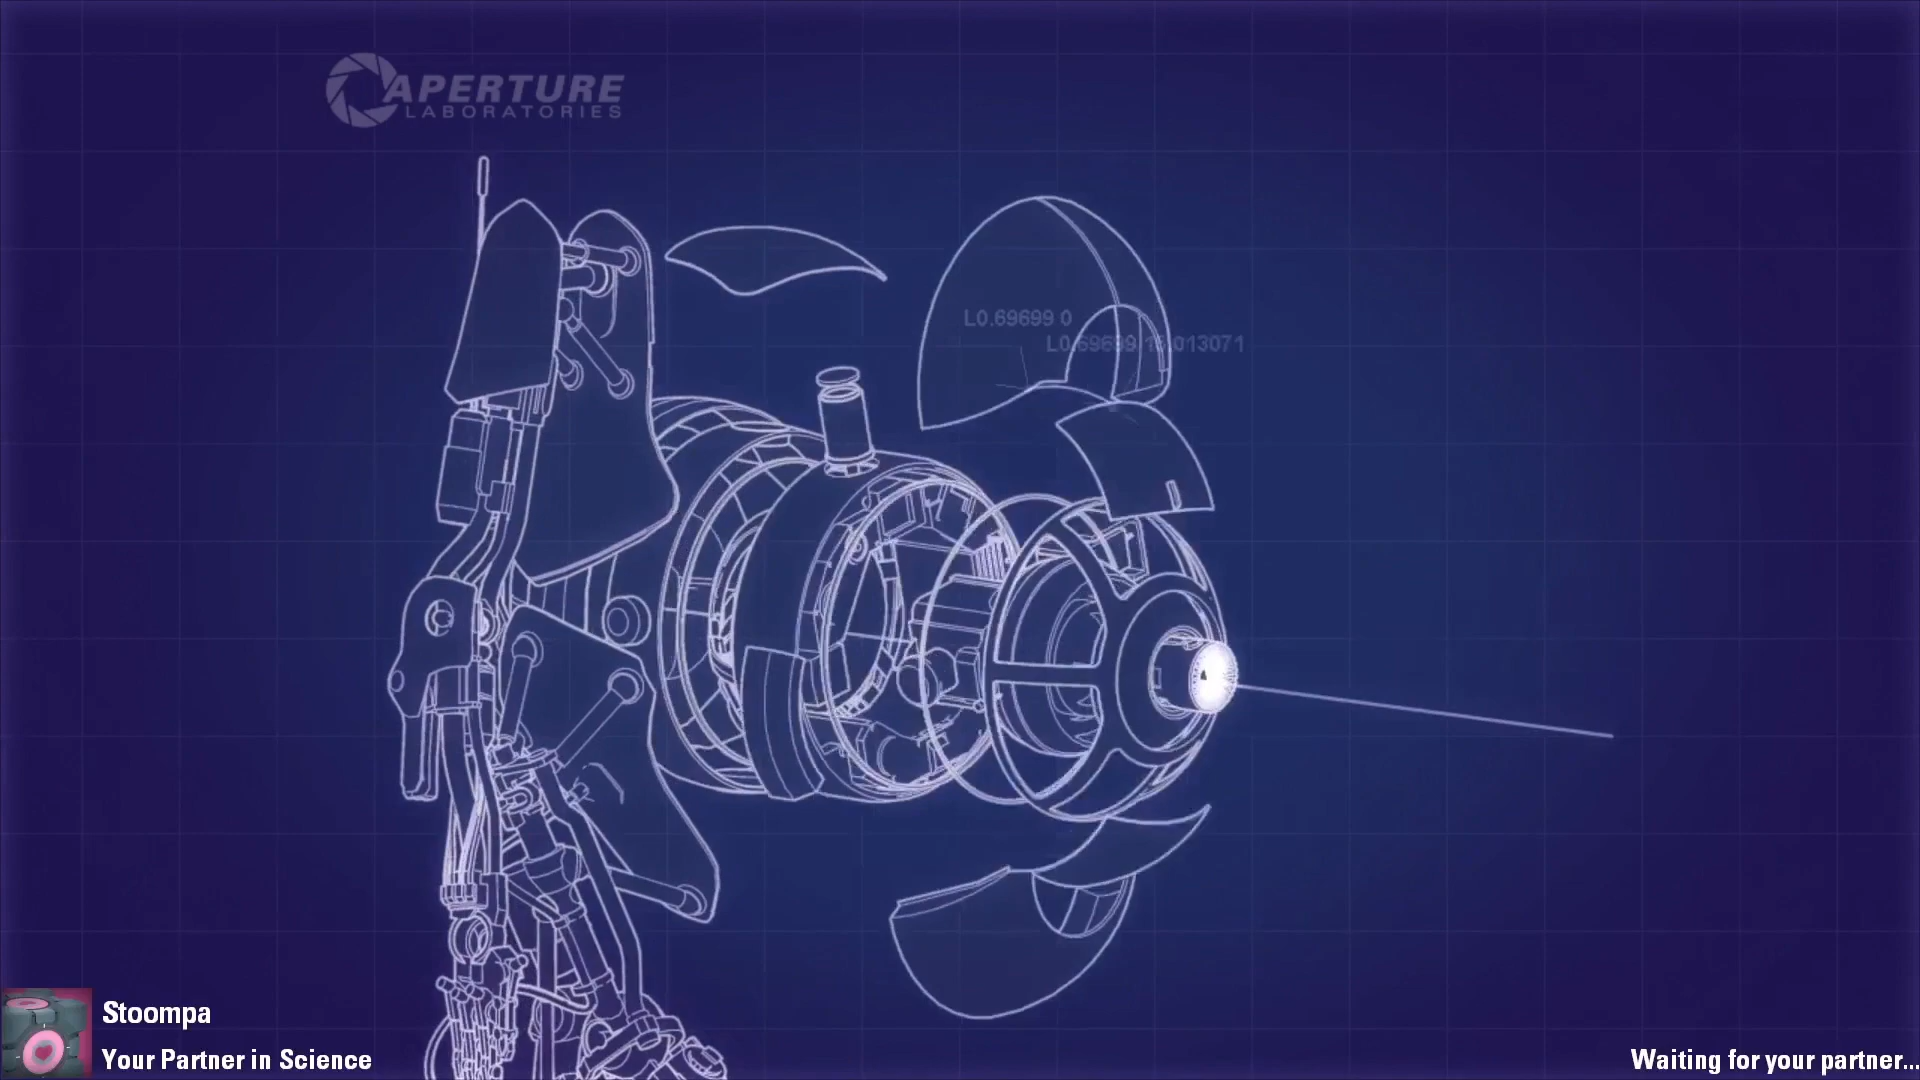 APERTURE
LABORATORIES
L0.69699 0
Stoompa
Your Partner in Science
Waiting for your partner...